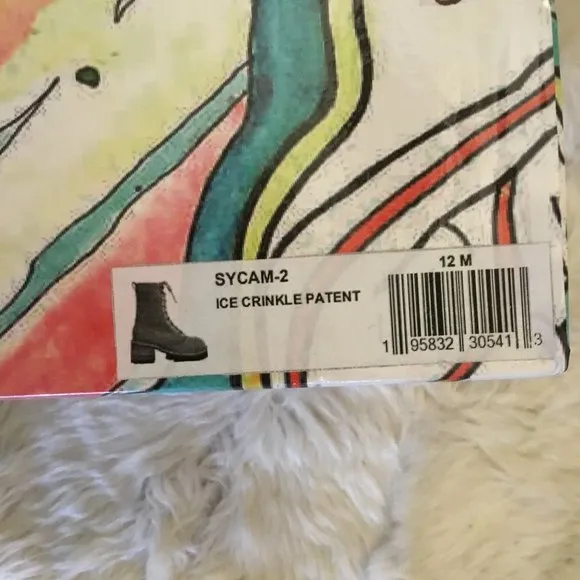 SYCAM-2
ICE CRINKLE PATENT
12 M
1 95832 30541 3